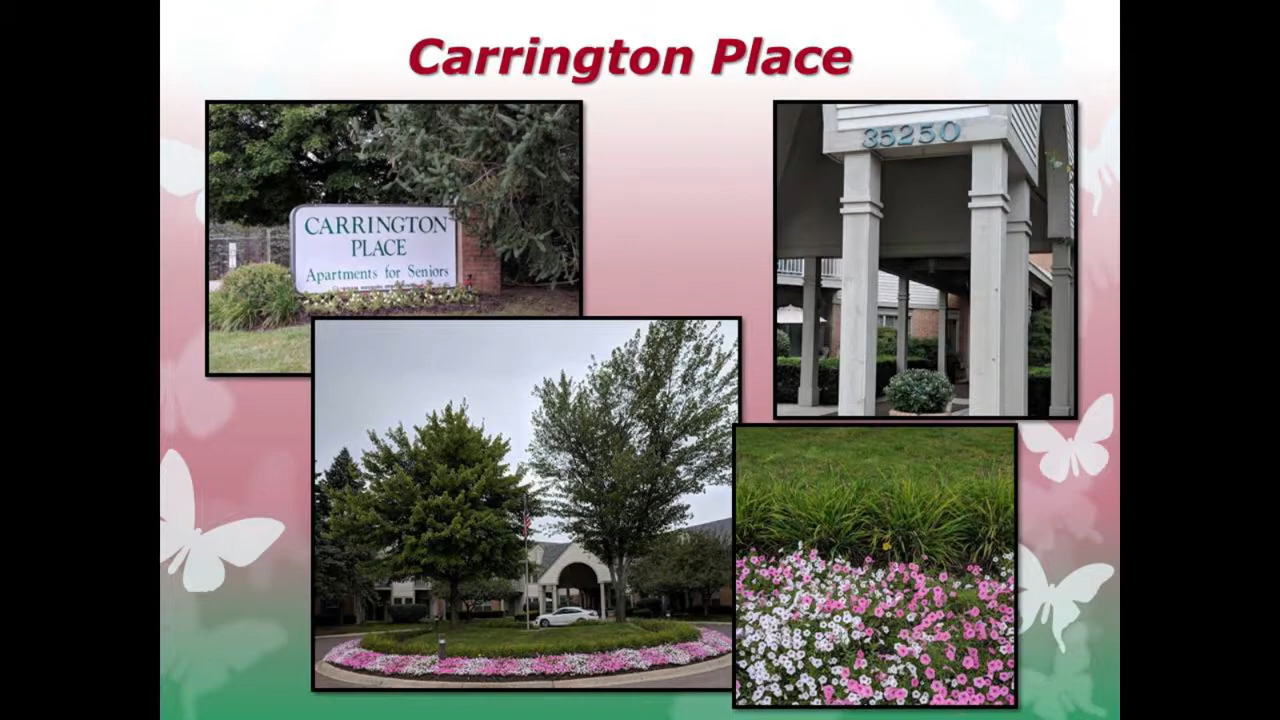 Carrington Place
CARRINGTON
PLACE
Apartments for Seniors
35250